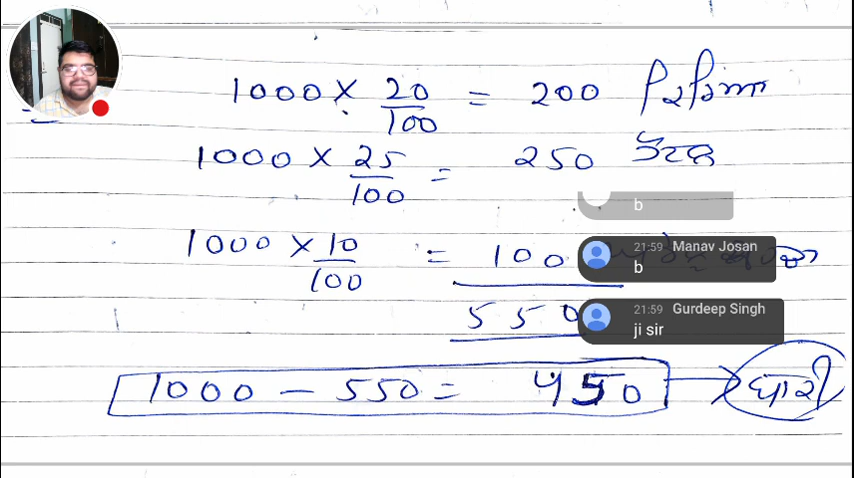 1000 × 20/100 = 200
1000 × 25/100 = 250
b
1000 × 10/100 = 100
21:59 Manav Josan
b
550
21:59 Gurdeep Singh
ji sir
1000 − 550 = 450 →